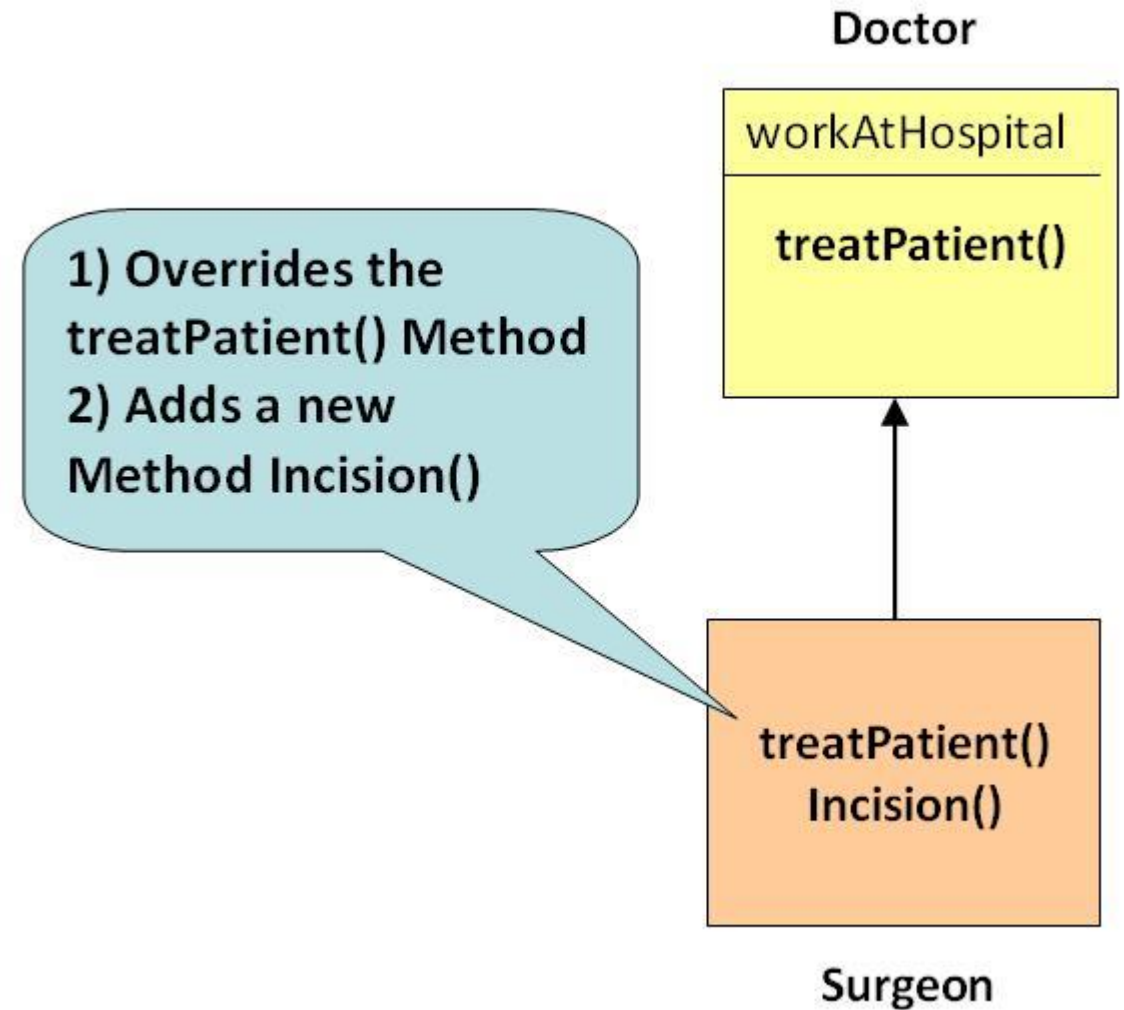 Doctor
workAtHospital
treatPatient()
1) Overrides the
treatPatient() Method
2) Adds a new
Method Incision()
treatPatient()
Incision()
Surgeon